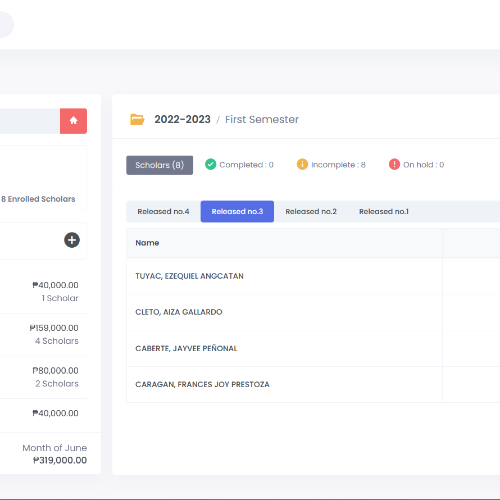 8 Enrolled Scholars
₱40,000.00
1 Scholar
₱159,000.00
4 Scholars
₱80,000.00
2 Scholars
₱40,000.00
Month of June
₱319,000.00
2022-2023 / First Semester
Scholars (8) Completed : 0 Incomplete : 8 On hold : 0
Released no.4 Released no.3 Released no.2 Released no.1
Name
TUYAC, EZEQUIEL ANGCATAN
CLETO, AIZA GALLARDO
CABERTE, JAYVEE PEÑONAL
CARAGAN, FRANCES JOY PRESTOZA